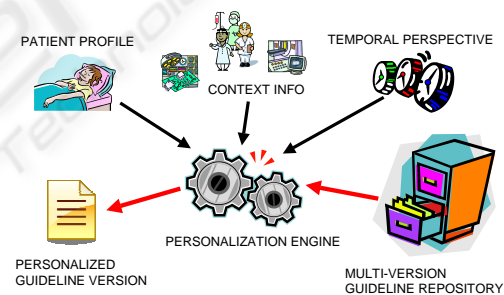 PATIENT PROFILE
TEMPORAL PERSPECTIVE
CONTEXT INFO
PERSONALIZATION ENGINE
PERSONALIZED
GUIDELINE VERSION
MULTI-VERSION
GUIDELINE REPOSITORY